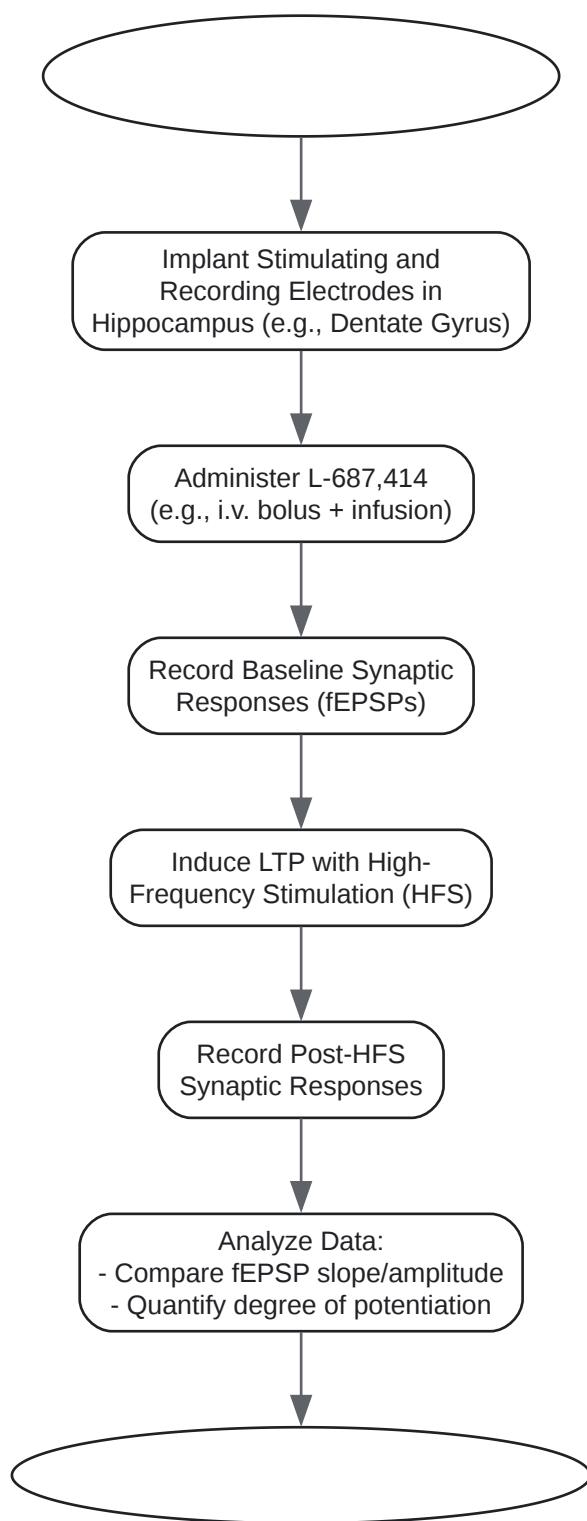 Implant Stimulating and
Recording Electrodes in
Hippocampus (e.g., Dentate Gyrus)
Administer L-687,414
(e.g., i.v. bolus + infusion)
Record Baseline Synaptic
Responses (fEPSPs)
Induce LTP with High-
Frequency Stimulation (HFS)
Record Post-HFS
Synaptic Responses
Analyze Data:
- Compare fEPSP slope/amplitude
- Quantify degree of potentiation